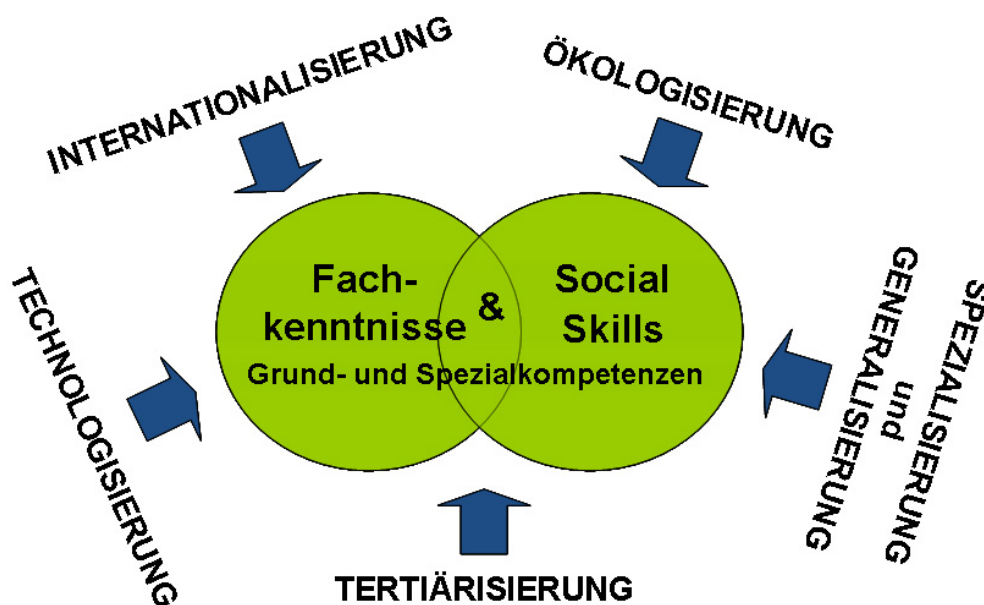 INTERNATIONALISIERUNG
ÖKOLOGISIERUNG
Fach-
kenntnisse
&
Social
Skills
Grund- und Spezialkompetenzen
TECHNOLOGISIERUNG
SPEZIALISIERUNG
und
GENERALISIERUNG
TERTIÄRISIERUNG